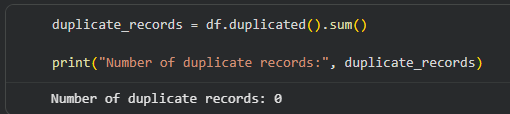 duplicate_records = df.duplicated().sum()
print("Number of duplicate records:", duplicate_records)
Number of duplicate records: 0